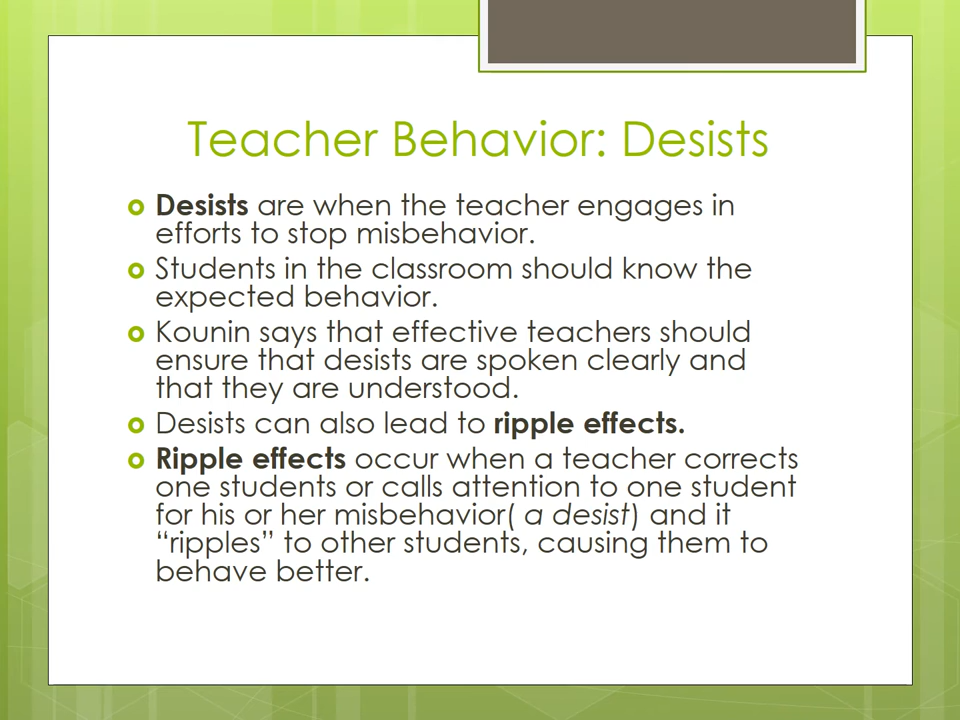 Teacher Behavior: Desists
Desists are when the teacher engages in
efforts to stop misbehavior.
Students in the classroom should know the
expected behavior.
Kounin says that effective teachers should
ensure that desists are spoken clearly and
that they are understood.
Desists can also lead to ripple effects.
Ripple effects occur when a teacher corrects
one students or calls attention to one student
for his or her misbehavior( a desist) and it
“ripples” to other students, causing them to
behave better.